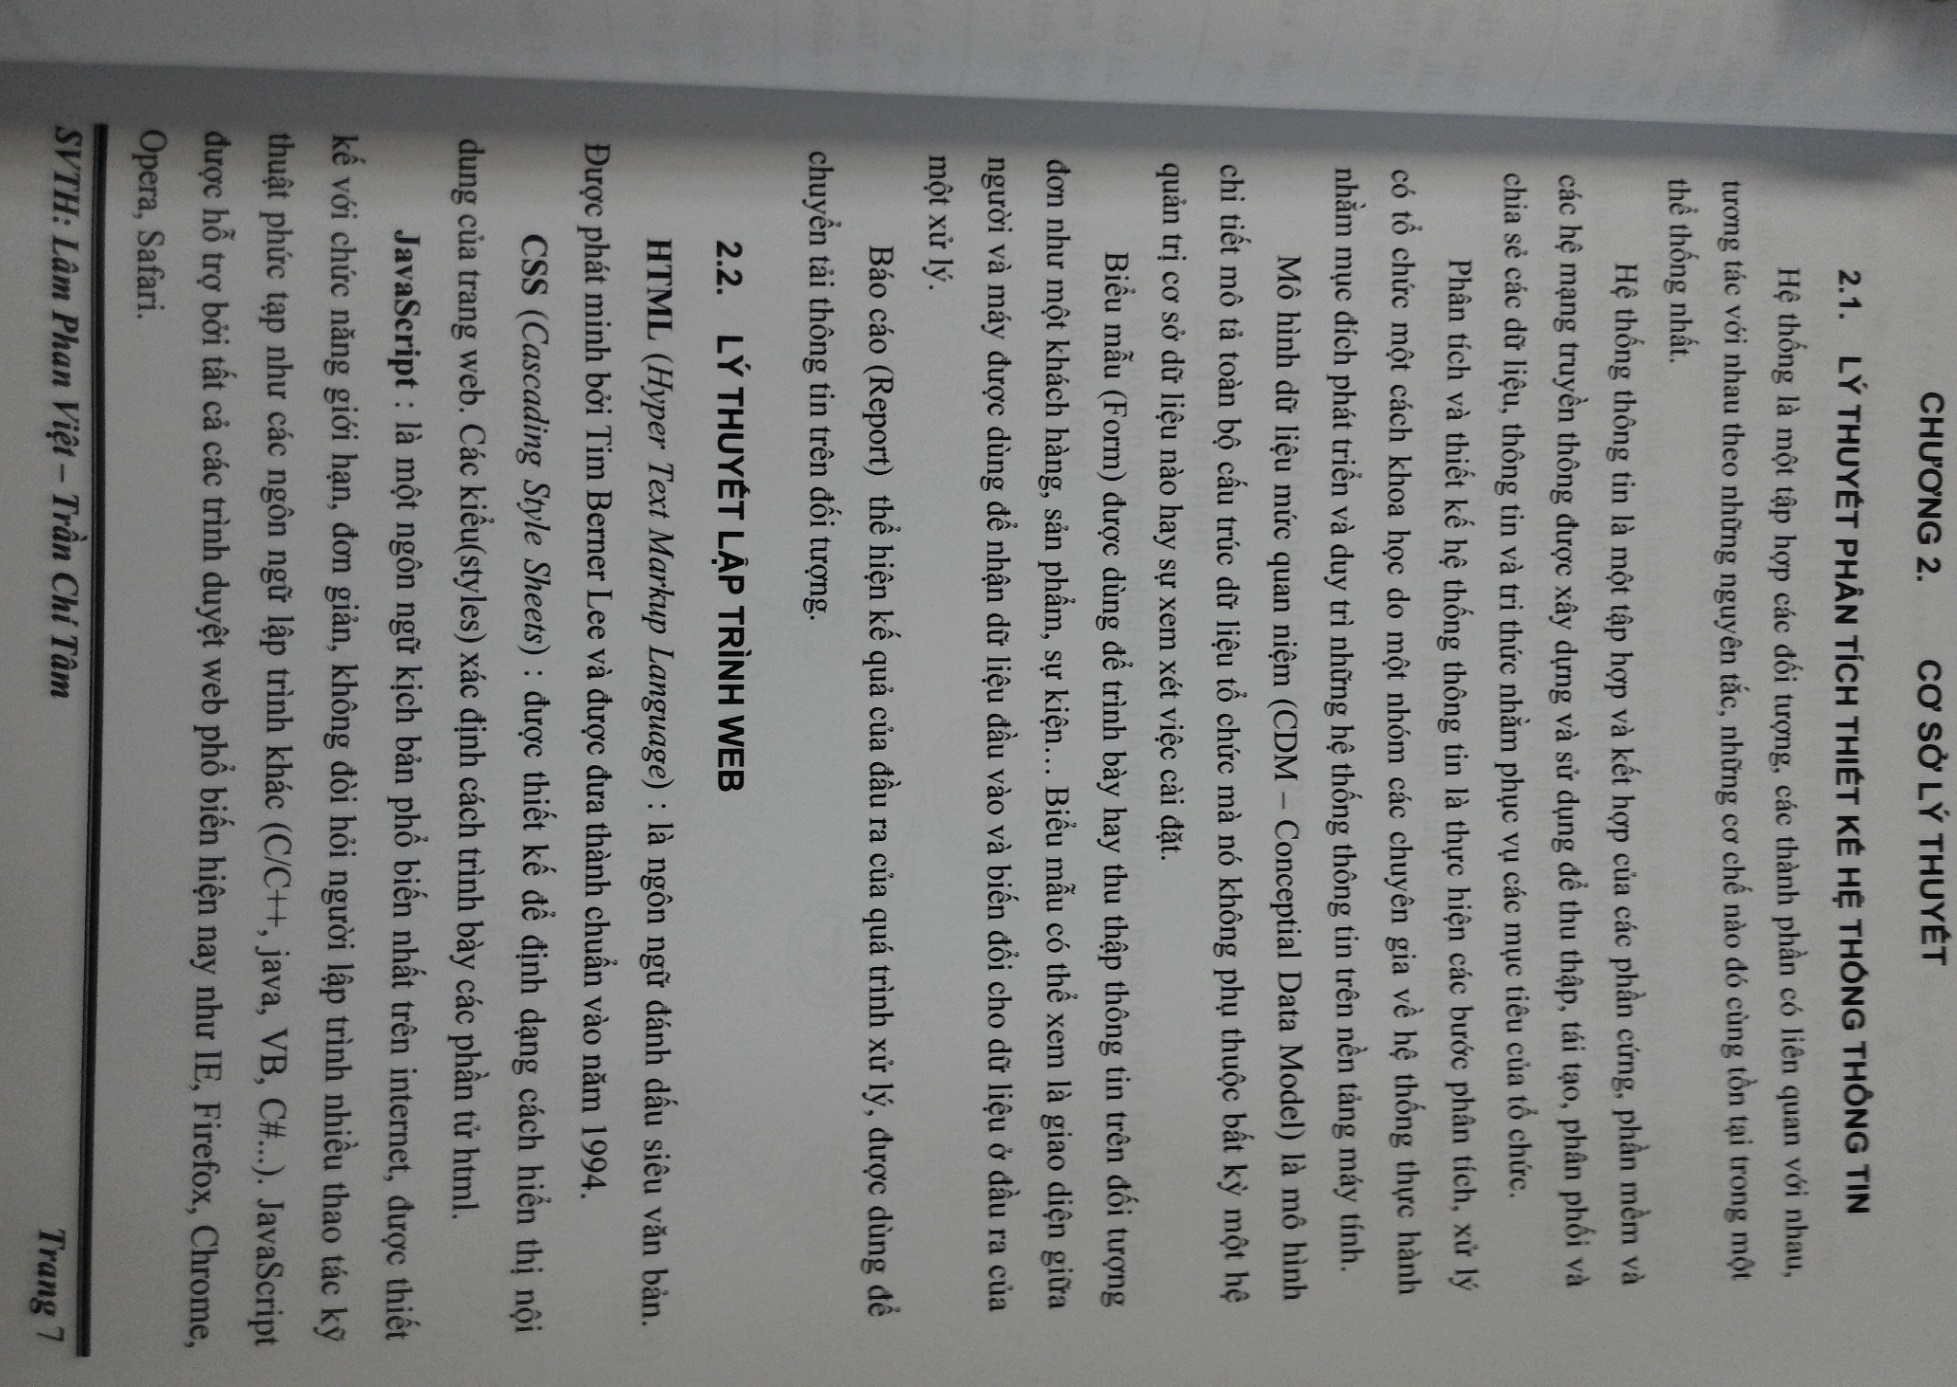 CHƯƠNG 2. CƠ SỞ LÝ THUYẾT
2.1. LÝ THUYẾT PHÂN TÍCH THIẾT KẾ HỆ THỐNG THÔNG TIN
Hệ thống là một tập hợp các đối tượng, các thành phần có liên quan với nhau,
tương tác với nhau theo những nguyên tắc, những cơ chế nào đó cùng tồn tại trong một
thể thống nhất.
Hệ thống thông tin là một tập hợp và kết hợp của các phần cứng, phần mềm và
các hệ mạng truyền thông được xây dựng và sử dụng để thu thập, tái tạo, phân phối và
chia sẻ các dữ liệu, thông tin và tri thức nhằm phục vụ các mục tiêu của tổ chức.
Phân tích và thiết kế hệ thống thông tin là thực hiện các bước phân tích, xử lý
có tổ chức một cách khoa học do một nhóm các chuyên gia về hệ thống thực hành
nhằm mục đích phát triển và duy trì những hệ thống thông tin trên nền tảng máy tính.
Mô hình dữ liệu mức quan niệm (CDM – Conceptial Data Model) là mô hình
chi tiết mô tả toàn bộ cấu trúc dữ liệu tổ chức mà nó không phụ thuộc bất kỳ một hệ
quản trị cơ sở dữ liệu nào hay sự xem xét việc cài đặt.
Biểu mẫu (Form) được dùng để trình bày hay thu thập thông tin trên đối tượng
đơn như một khách hàng, sản phẩm, sự kiện… Biểu mẫu có thể xem là giao diện giữa
người và máy được dùng để nhận dữ liệu đầu vào và biến đổi cho dữ liệu ở đầu ra của
một xử lý.
Báo cáo (Report) thể hiện kế quả của đầu ra của quá trình xử lý, được dùng để
chuyển tải thông tin trên đối tượng.
2.2. LÝ THUYẾT LẬP TRÌNH WEB
HTML (Hyper Text Markup Language) : là ngôn ngữ đánh dấu siêu văn bản.
Được phát minh bởi Tim Berner Lee và được đưa thành chuẩn vào năm 1994.
CSS (Cascading Style Sheets) : được thiết kế để định dạng cách hiển thị nội
dung của trang web. Các kiểu(styles) xác định cách trình bày các phần tử html.
JavaScript : là một ngôn ngữ kịch bản phổ biến nhất trên internet, được thiết
kế với chức năng giới hạn, đơn giản, không đòi hỏi người lập trình nhiều thao tác kỹ
thuật phức tạp như các ngôn ngữ lập trình khác (C/C++, java, VB, C#...). JavaScript
được hỗ trợ bởi tất cả các trình duyệt web phổ biến hiện nay như IE, Firefox, Chrome,
Opera, Safari.
SVTH: Lâm Phan Việt – Trần Chí Tâm Trang 7